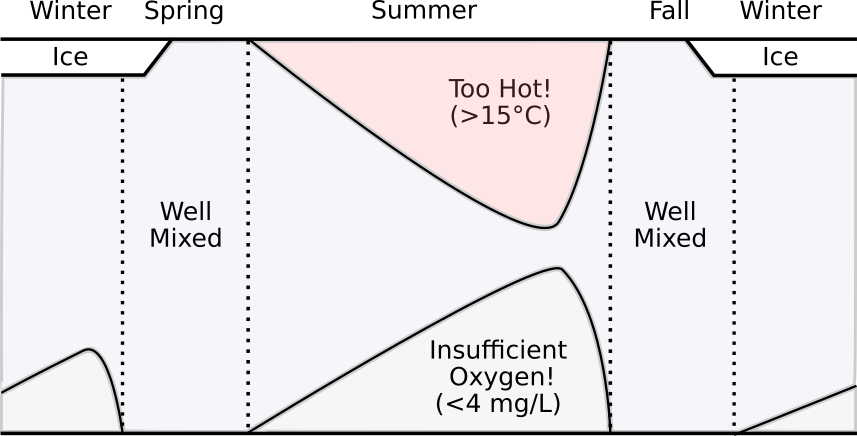 Winter Spring Summer Fall Winter
Ice Ice
Too Hot!
(>15°C)
Well
Mixed
Well
Mixed
Insufficient
Oxygen!
(<4 mg/L)